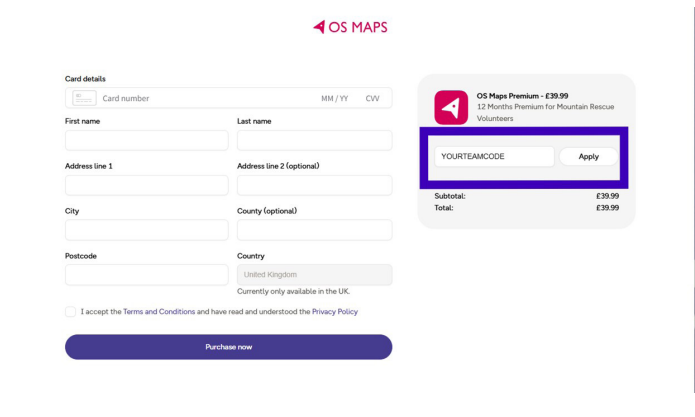 OS MAPS
Card details
Card number MM / YY CVV
First name Last name
Address line 1 Address line 2 (optional)
City County (optional)
Postcode Country
United Kingdom
Currently only available in the UK.
I accept the Terms and Conditions and have read and understood the Privacy Policy
Purchase now
OS Maps Premium - £39.99
12 Months Premium for Mountain Rescue
Volunteers
YOURTEAMCODE Apply
Subtotal: £39.99
Total: £39.99